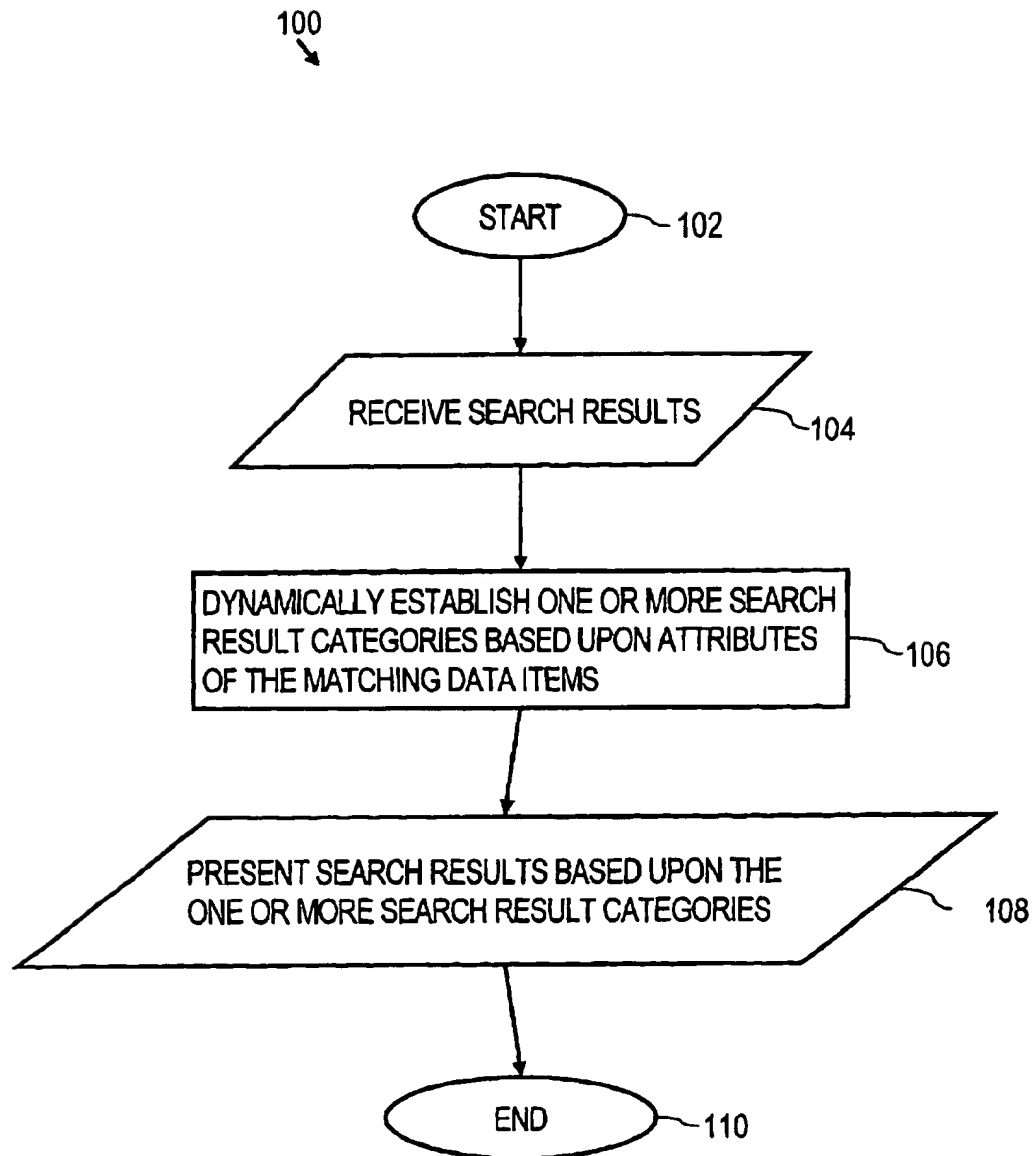 100
START
102
RECEIVE SEARCH RESULTS
104
DYNAMICALLY ESTABLISH ONE OR MORE SEARCH
RESULT CATEGORIES BASED UPON ATTRIBUTES
OF THE MATCHING DATA ITEMS
106
PRESENT SEARCH RESULTS BASED UPON THE
ONE OR MORE SEARCH RESULT CATEGORIES
108
END
110